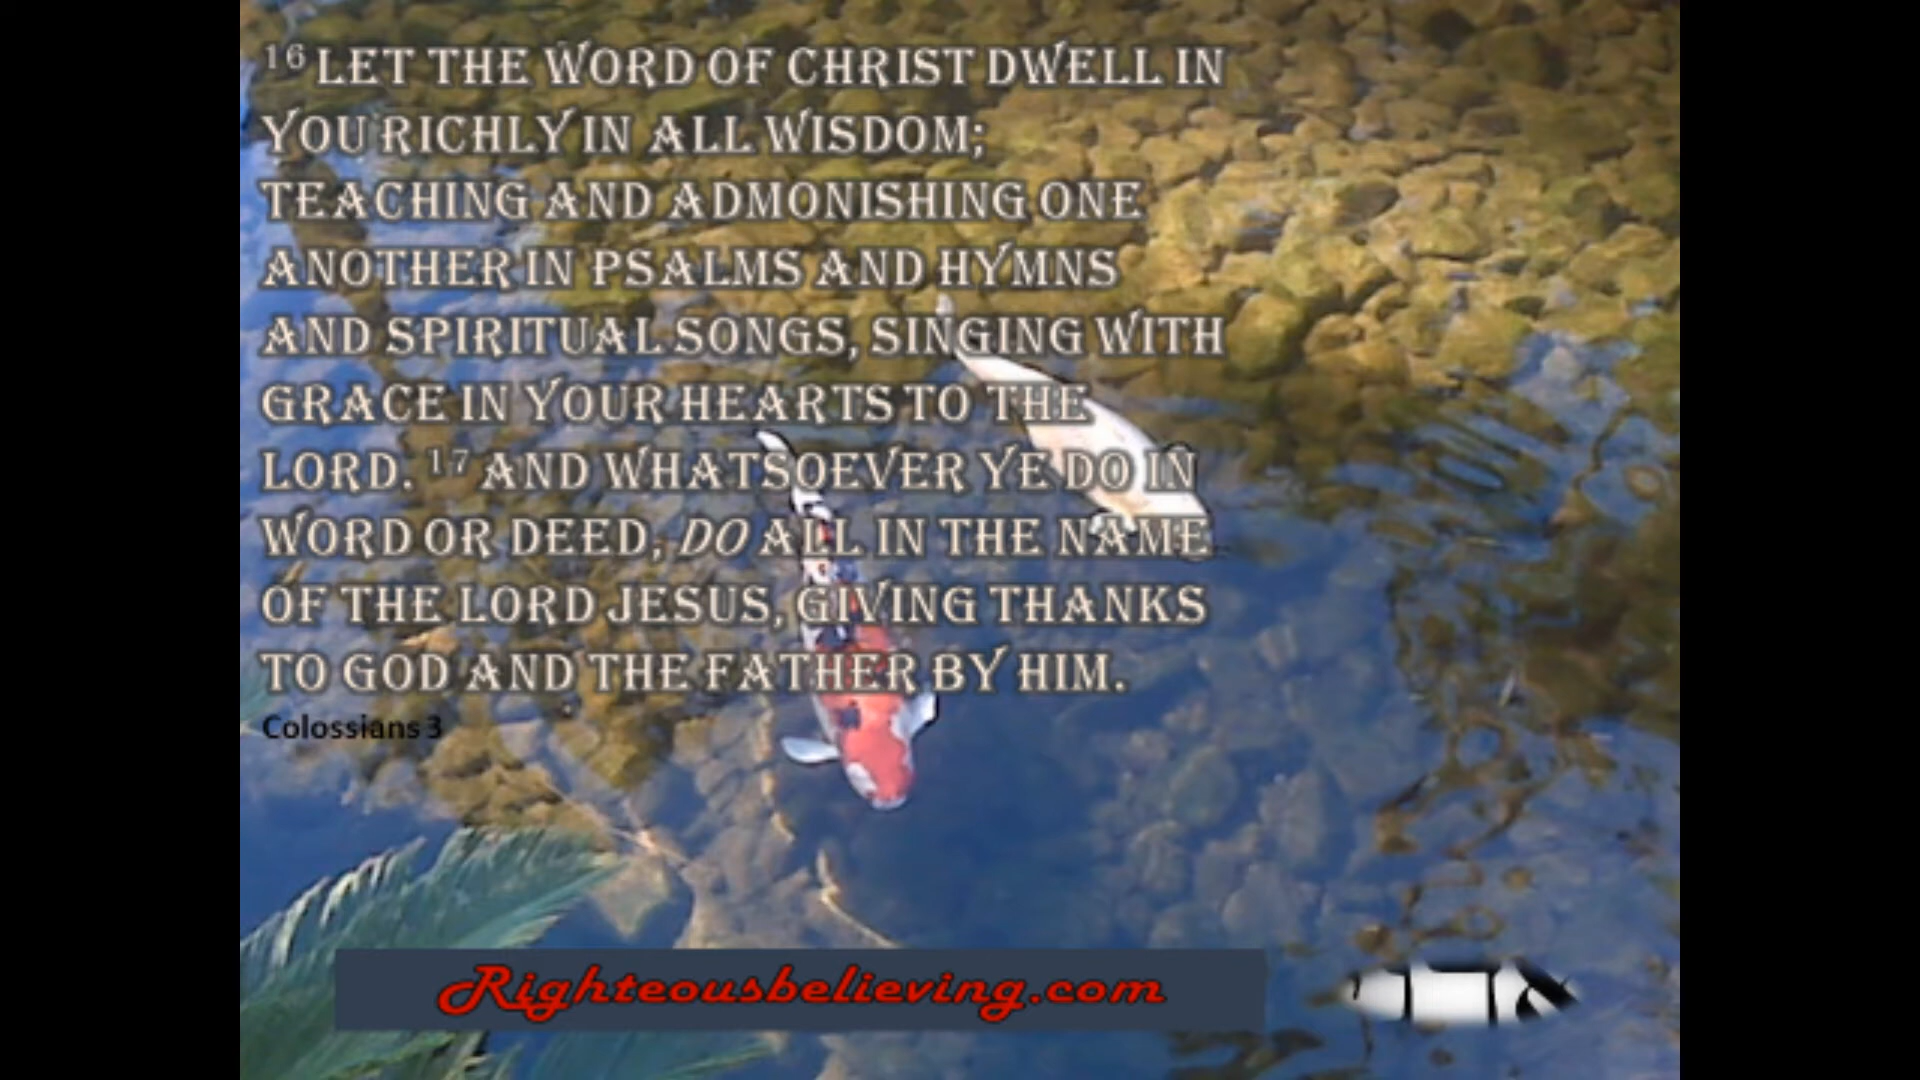 16 LET THE WORD OF CHRIST DWELL IN
YOU RICHLY IN ALL WISDOM;
TEACHING AND ADMONISHING ONE
ANOTHER IN PSALMS AND HYMNS
AND SPIRITUAL SONGS, SINGING WITH
GRACE IN YOUR HEARTS TO THE
LORD. 17 AND WHATSOEVER YE DO IN
WORD OR DEED, DO ALL IN THE NAME
OF THE LORD JESUS, GIVING THANKS
TO GOD AND THE FATHER BY HIM.
Colossians 3
Righteousbelieving.com